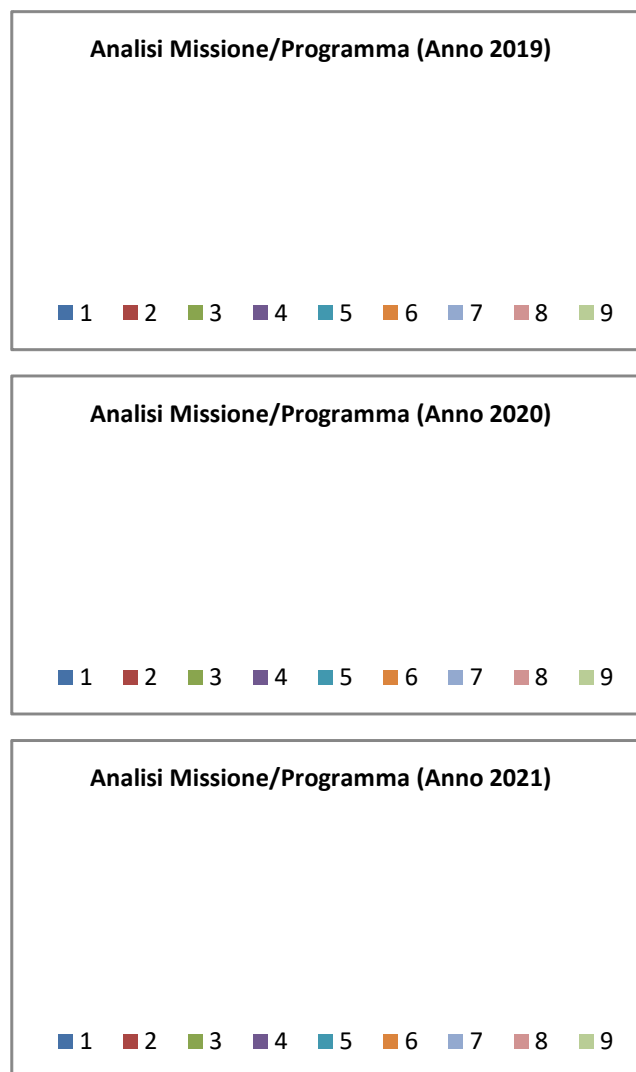 Analisi Missione/Programma (Anno 2019)
1 2 3 4 5 6 7 8 9
Analisi Missione/Programma (Anno 2020)
1 2 3 4 5 6 7 8 9
Analisi Missione/Programma (Anno 2021)
1 2 3 4 5 6 7 8 9